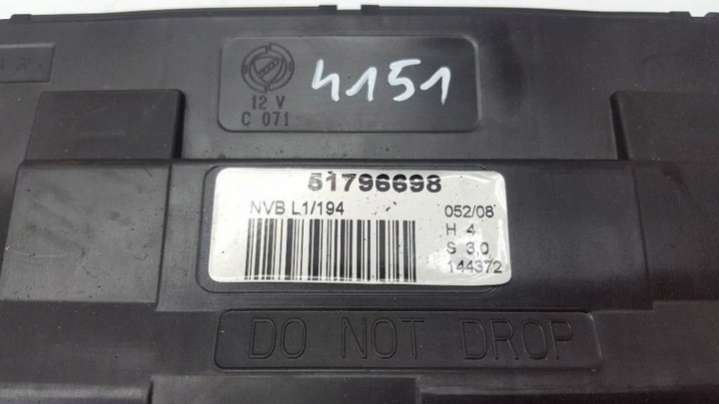 4151
12 V
C 071
51796698
NVB L1/194
052/08
H 4
S 3,0
144372
DO NOT DROP